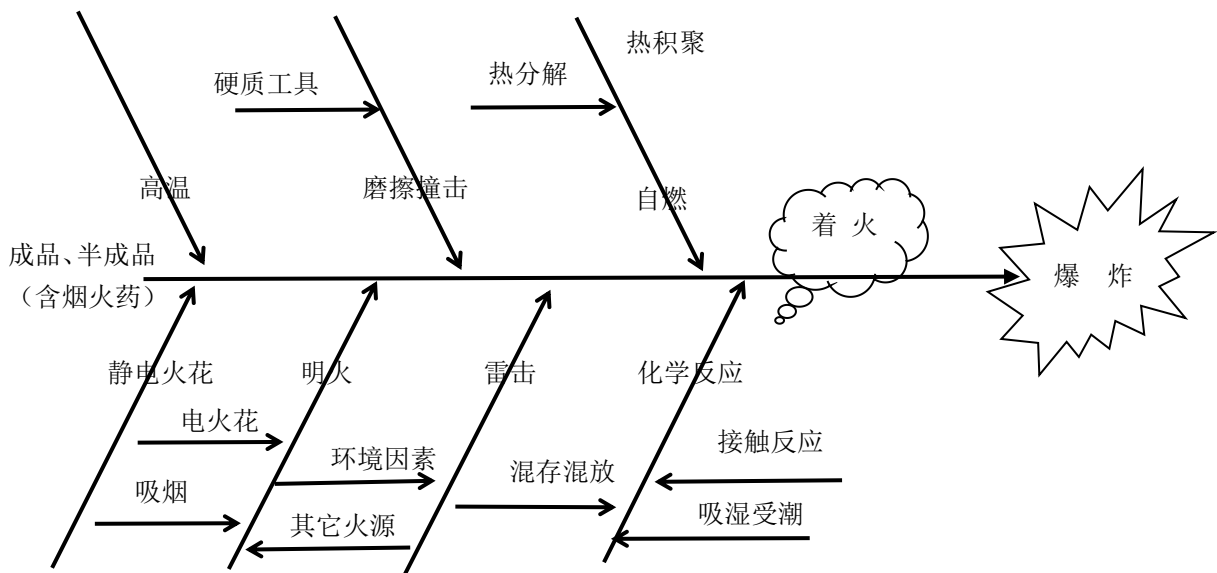 热积聚
热分解
硬质工具
高温
磨擦撞击
自燃
着 火
成品、半成品
（含烟火药）
爆 炸
静电火花
明火
雷击
化学反应
电火花
接触反应
环境因素
混存混放
吸烟
吸湿受潮
其它火源